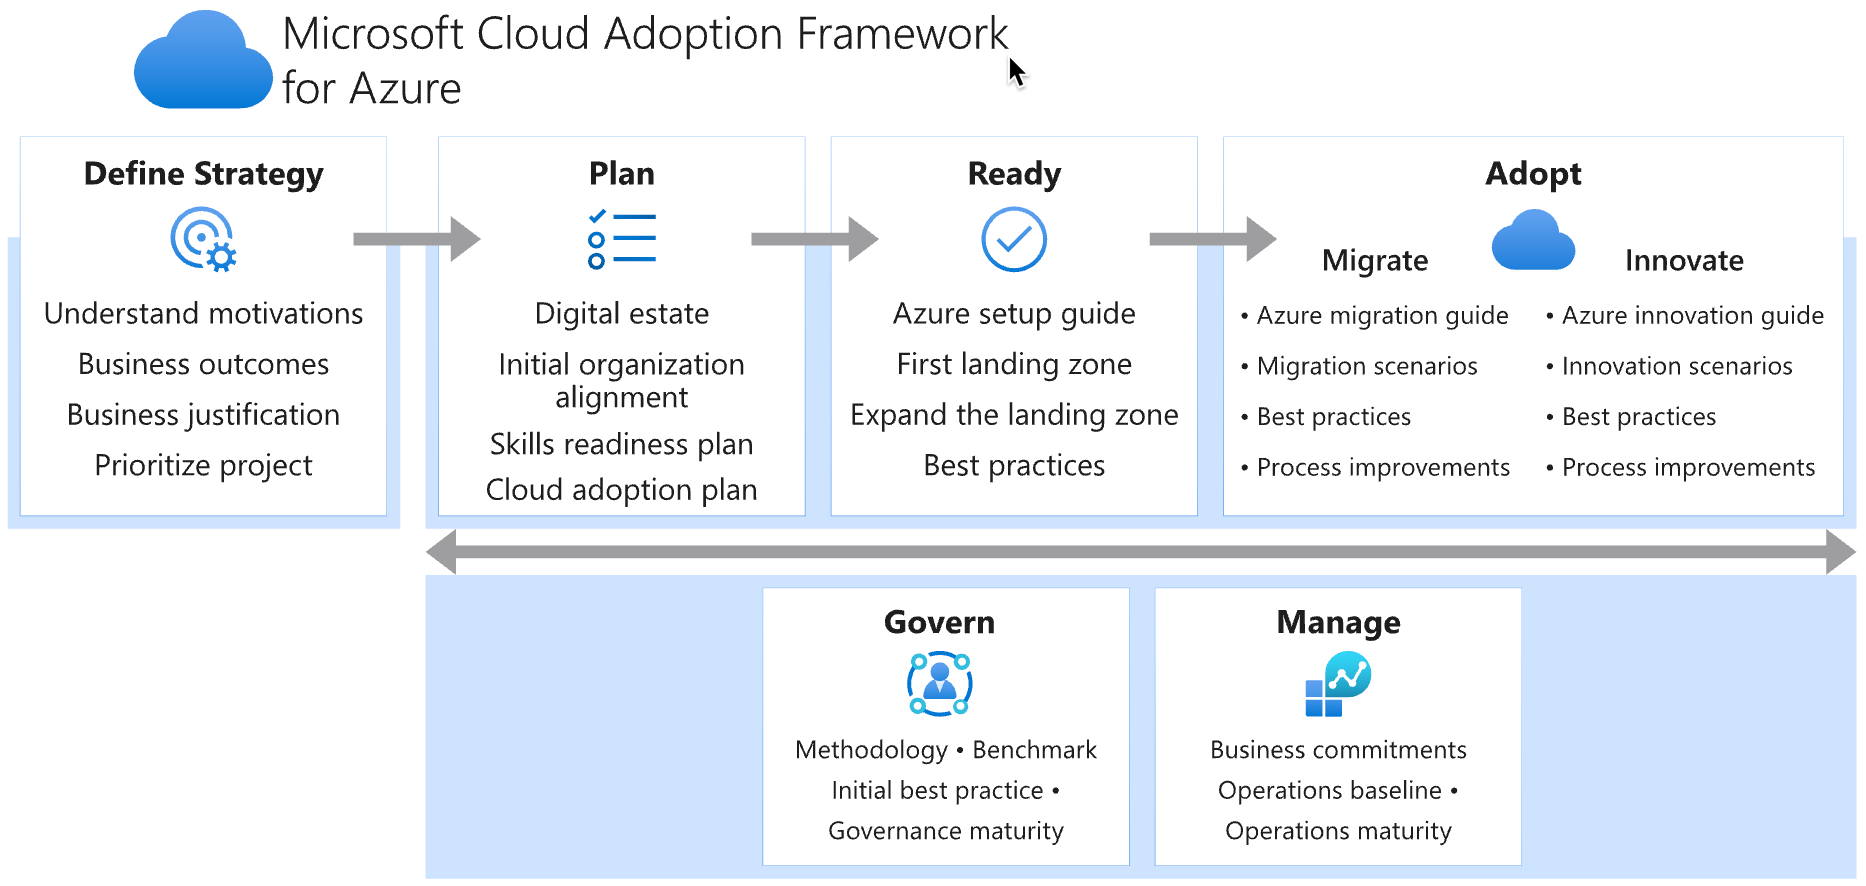 Microsoft Cloud Adoption Framework
for Azure
Define Strategy
Understand motivations
Business outcomes
Business justification
Prioritize project
Plan
Digital estate
Initial organization
alignment
Skills readiness plan
Cloud adoption plan
Ready
Azure setup guide
First landing zone
Expand the landing zone
Best practices
Adopt
Migrate
• Azure migration guide
• Migration scenarios
• Best practices
• Process improvements
Innovate
• Azure innovation guide
• Innovation scenarios
• Best practices
• Process improvements
Govern
Methodology • Benchmark
Initial best practice •
Governance maturity
Manage
Business commitments
Operations baseline •
Operations maturity